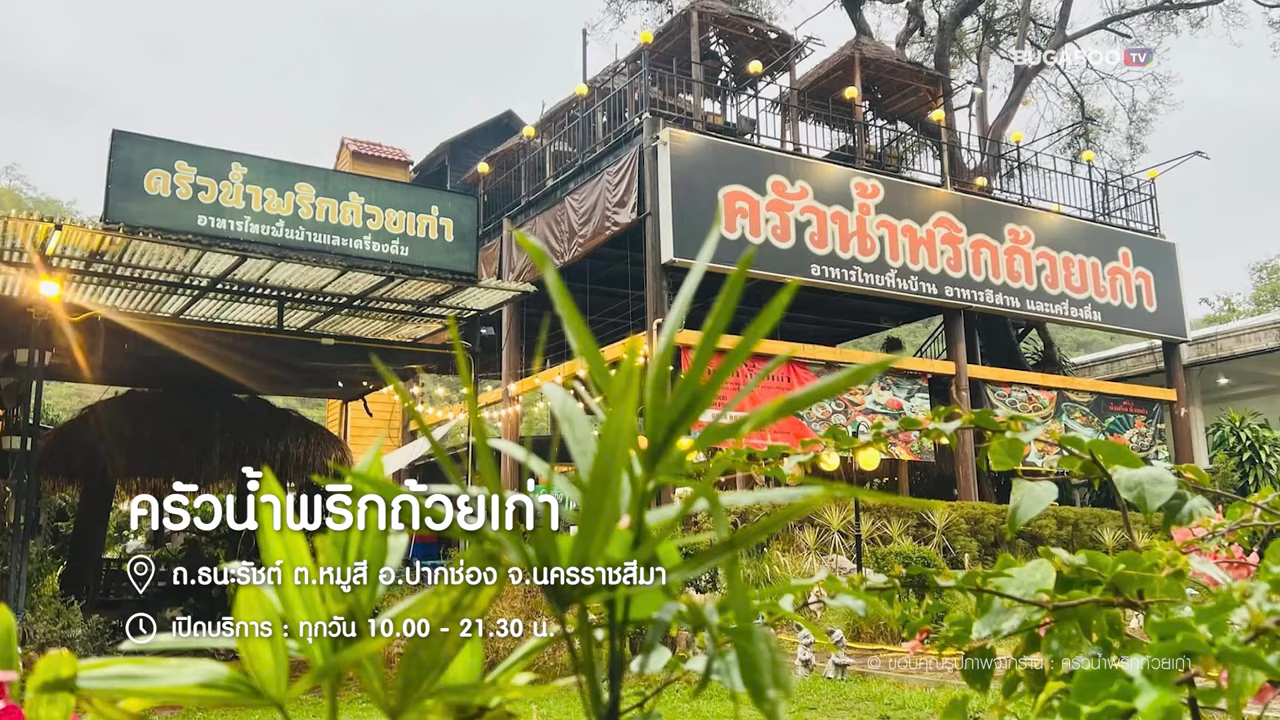 BUGABOO TV
ครัวน้ำพริกถ้วยเก่า
อาหารไทยพื้นบ้านและเครื่องดื่ม
ครัวน้ำพริกถ้วยเก่า
อาหารไทยพื้นบ้าน อาหารอีสาน และเครื่องดื่ม
ครัวน้ำพริกถ้วยเก่า
ถ.ธนะรัชต์ ต.หมูสี อ.ปากช่อง จ.นครราชสีมา
เปิดบริการ : ทุกวัน 10.00 - 21.30 น.
© ขอบคุณรูปภาพจากร้าน : ครัวน้ำพริกถ้วยเก่า